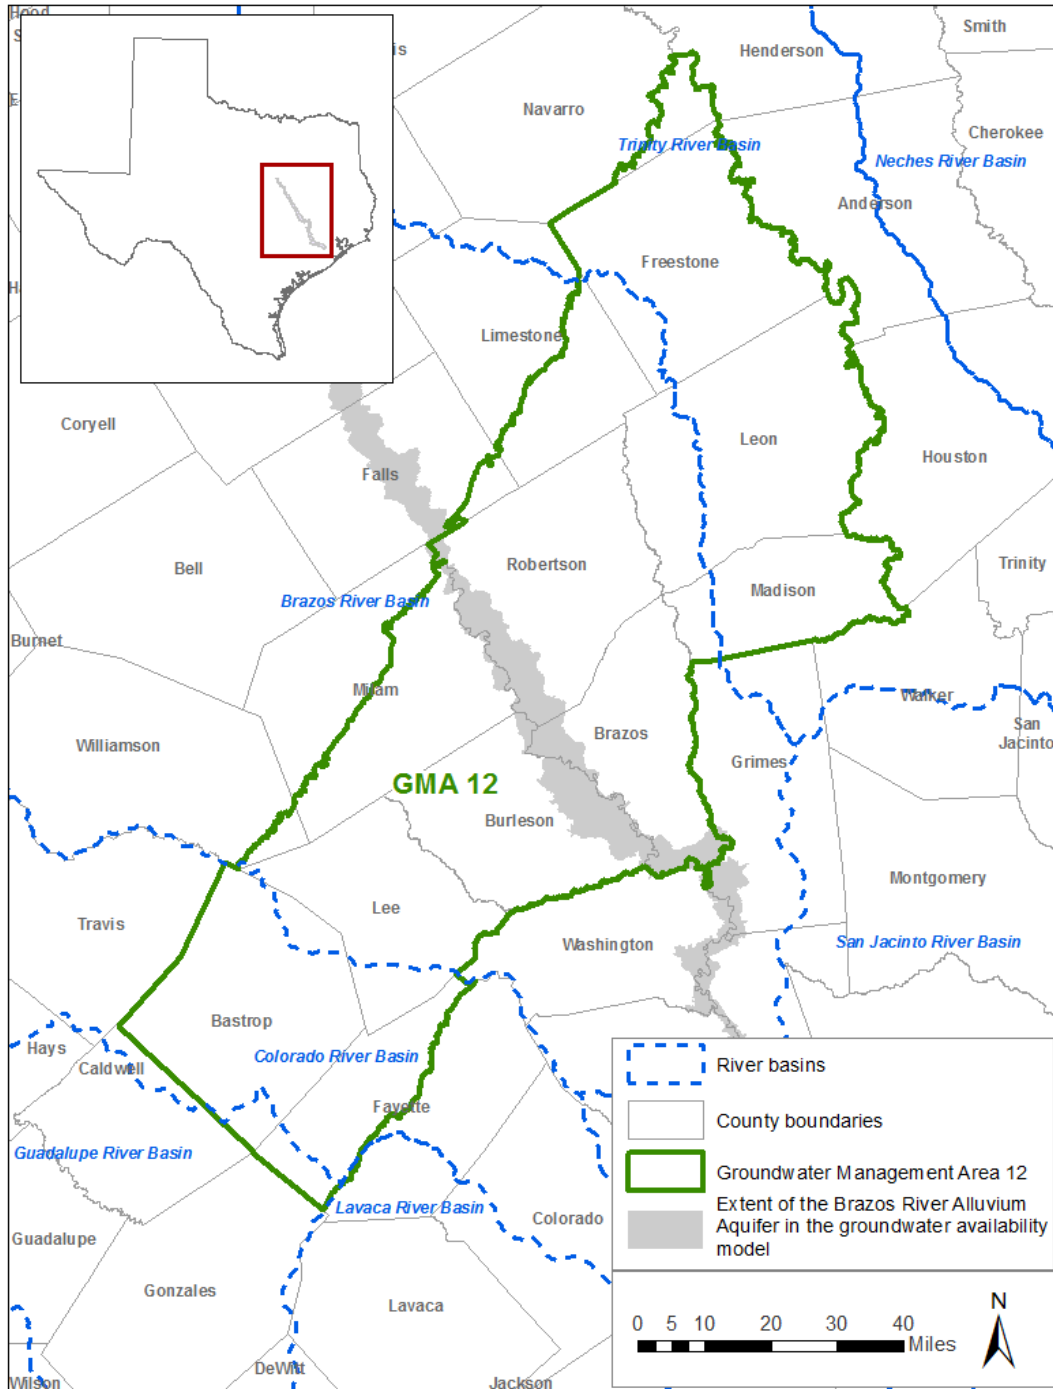 Hood
Smith
Henderson
is
Navarro
Cherokee
Trinity River Basin
Neches River Basin
Anderson
Freestone
Limestone
Coryell
Leon
Houston
Falls
Robertson
Trinity
Bell
Madison
Brazos River Basin
Burnet
Milam
Walker
San
Jacinto
Williamson
Brazos
Grimes
GMA 12
Burleson
Montgomery
Lee
Travis
Washington
San Jacinto River Basin
Bastrop
Hays
Colorado River Basin
Caldwell
Fayette
Guadalupe River Basin
Lavaca River Basin
Colorado
Guadalupe
Gonzales
Lavaca
DeWitt
Wilson
Jackson
River basins
County boundaries
Groundwater Management Area 12
Extent of the Brazos River Alluvium
Aquifer in the groundwater availability
model
0 5 10 20 30 40
Miles
N